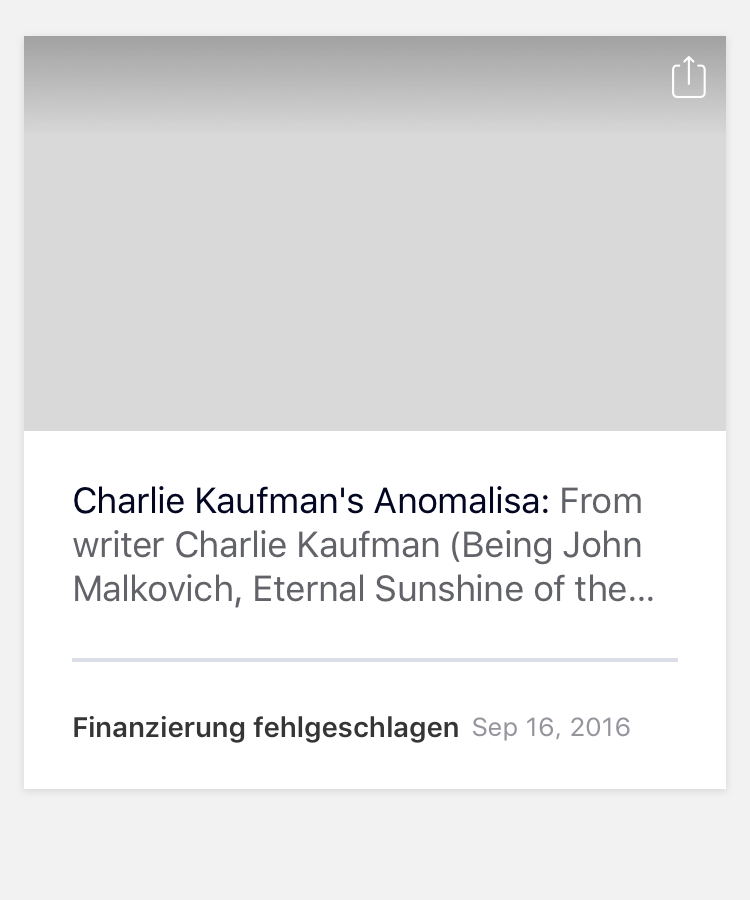 Charlie Kaufman's Anomalisa: From
writer Charlie Kaufman (Being John
Malkovich, Eternal Sunshine of the...
Finanzierung fehlgeschlagen Sep 16, 2016